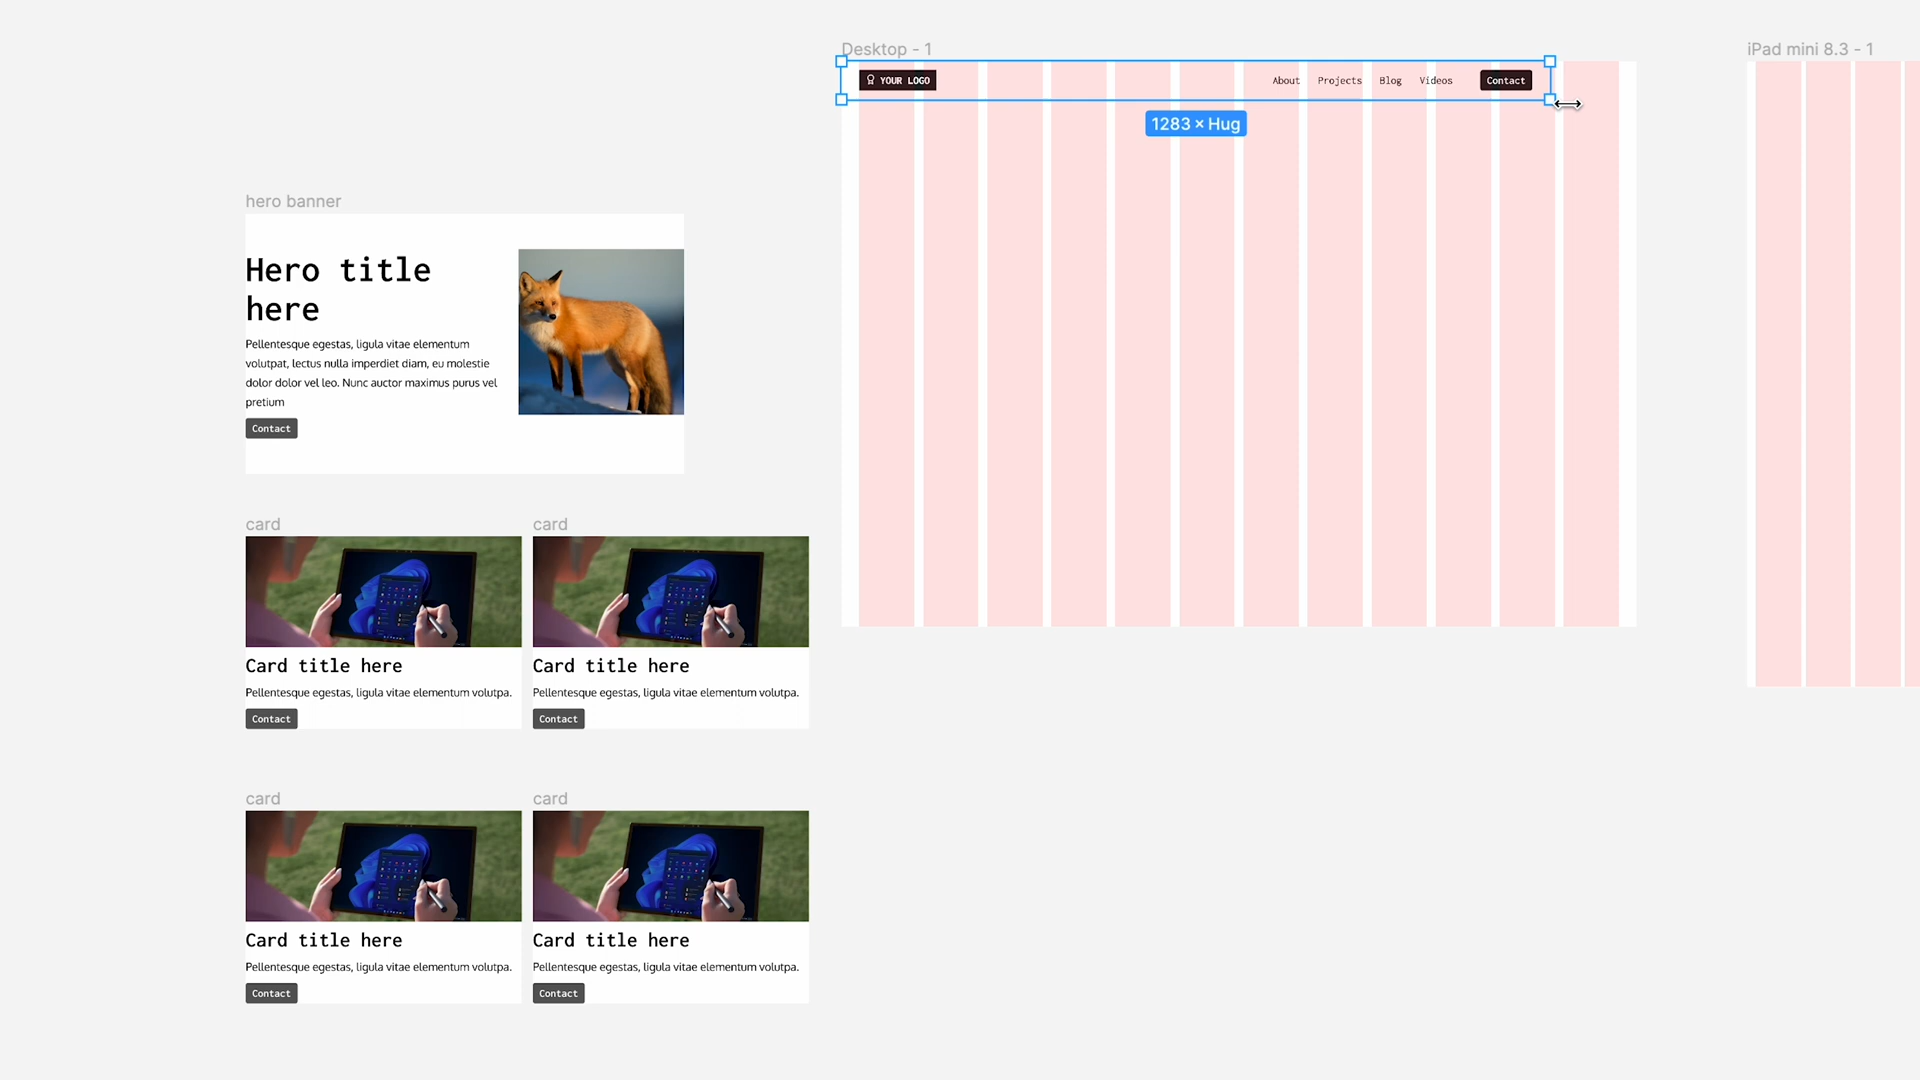 Desktop - 1
iPad mini 8.3 - 1
YOUR LOGO
About
Projects
Blog
Videos
Contact
1283 × Hug
hero banner
Hero title
here
Pellentesque egestas, ligula vitae elementum
volutpat, lectus nulla imperdiet diam, eu molestie
dolor dolor vel leo. Nunc auctor maximus purus vel
pretium
Contact
card
card
Card title here
Pellentesque egestas, ligula vitae elementum volutpa.
Contact
Card title here
Pellentesque egestas, ligula vitae elementum volutpa.
Contact
card
card
Card title here
Pellentesque egestas, ligula vitae elementum volutpa.
Contact
Card title here
Pellentesque egestas, ligula vitae elementum volutpa.
Contact